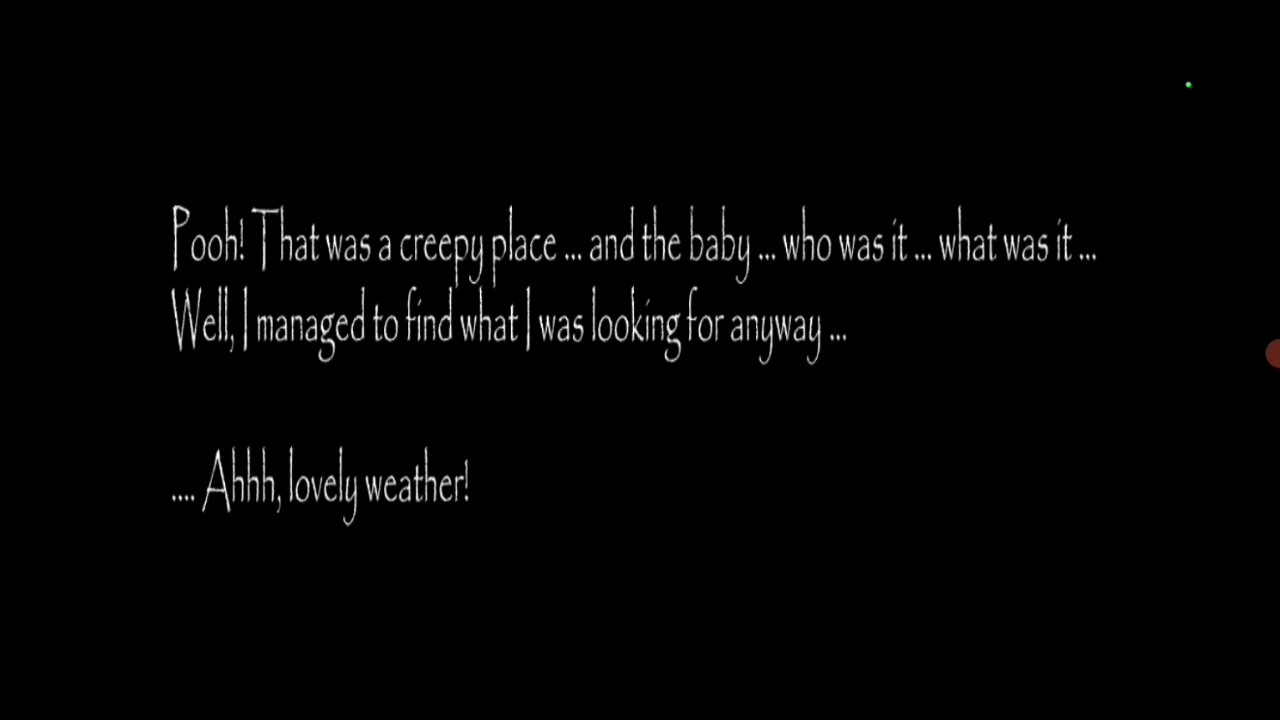 Pooh! That was a creepy place ... and the baby ... who was it ... what was it ...
Well, I managed to find what I was looking for anyway ...
.... Ahhh, lovely weather!